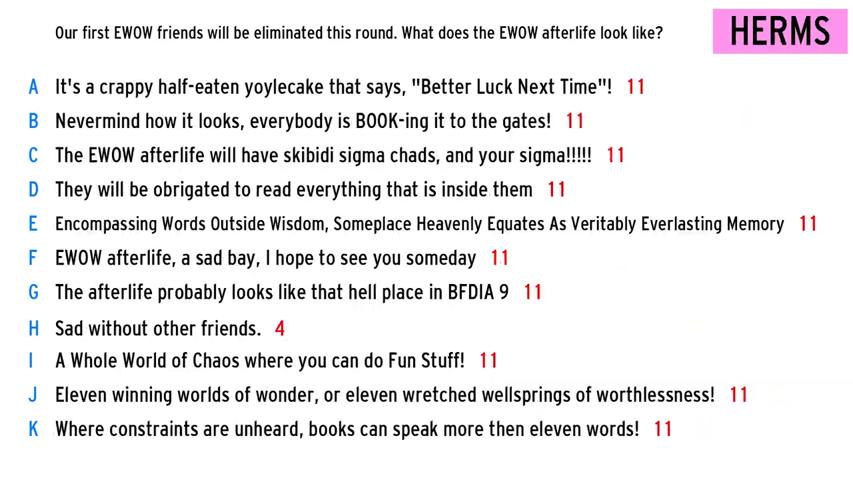 Our first EWOW friends will be eliminated this round. What does the EWOW afterlife look like?
HERMS
A It's a crappy half-eaten yoylecake that says, "Better Luck Next Time"! 11
B Nevermind how it looks, everybody is BOOK-ing it to the gates! 11
C The EWOW afterlife will have skibidi sigma chads, and your sigma!!!!! 11
D They will be obrigated to read everything that is inside them 11
E Encompassing Words Outside Wisdom, Someplace Heavenly Equates As Veritably Everlasting Memory 11
F EWOW afterlife, a sad bay, I hope to see you someday 11
G The afterlife probably looks like that hell place in BFDIA 9 11
H Sad without other friends. 4
I A Whole World of Chaos where you can do Fun Stuff! 11
J Eleven winning worlds of wonder, or eleven wretched wellsprings of worthlessness! 11
K Where constraints are unheard, books can speak more then eleven words! 11